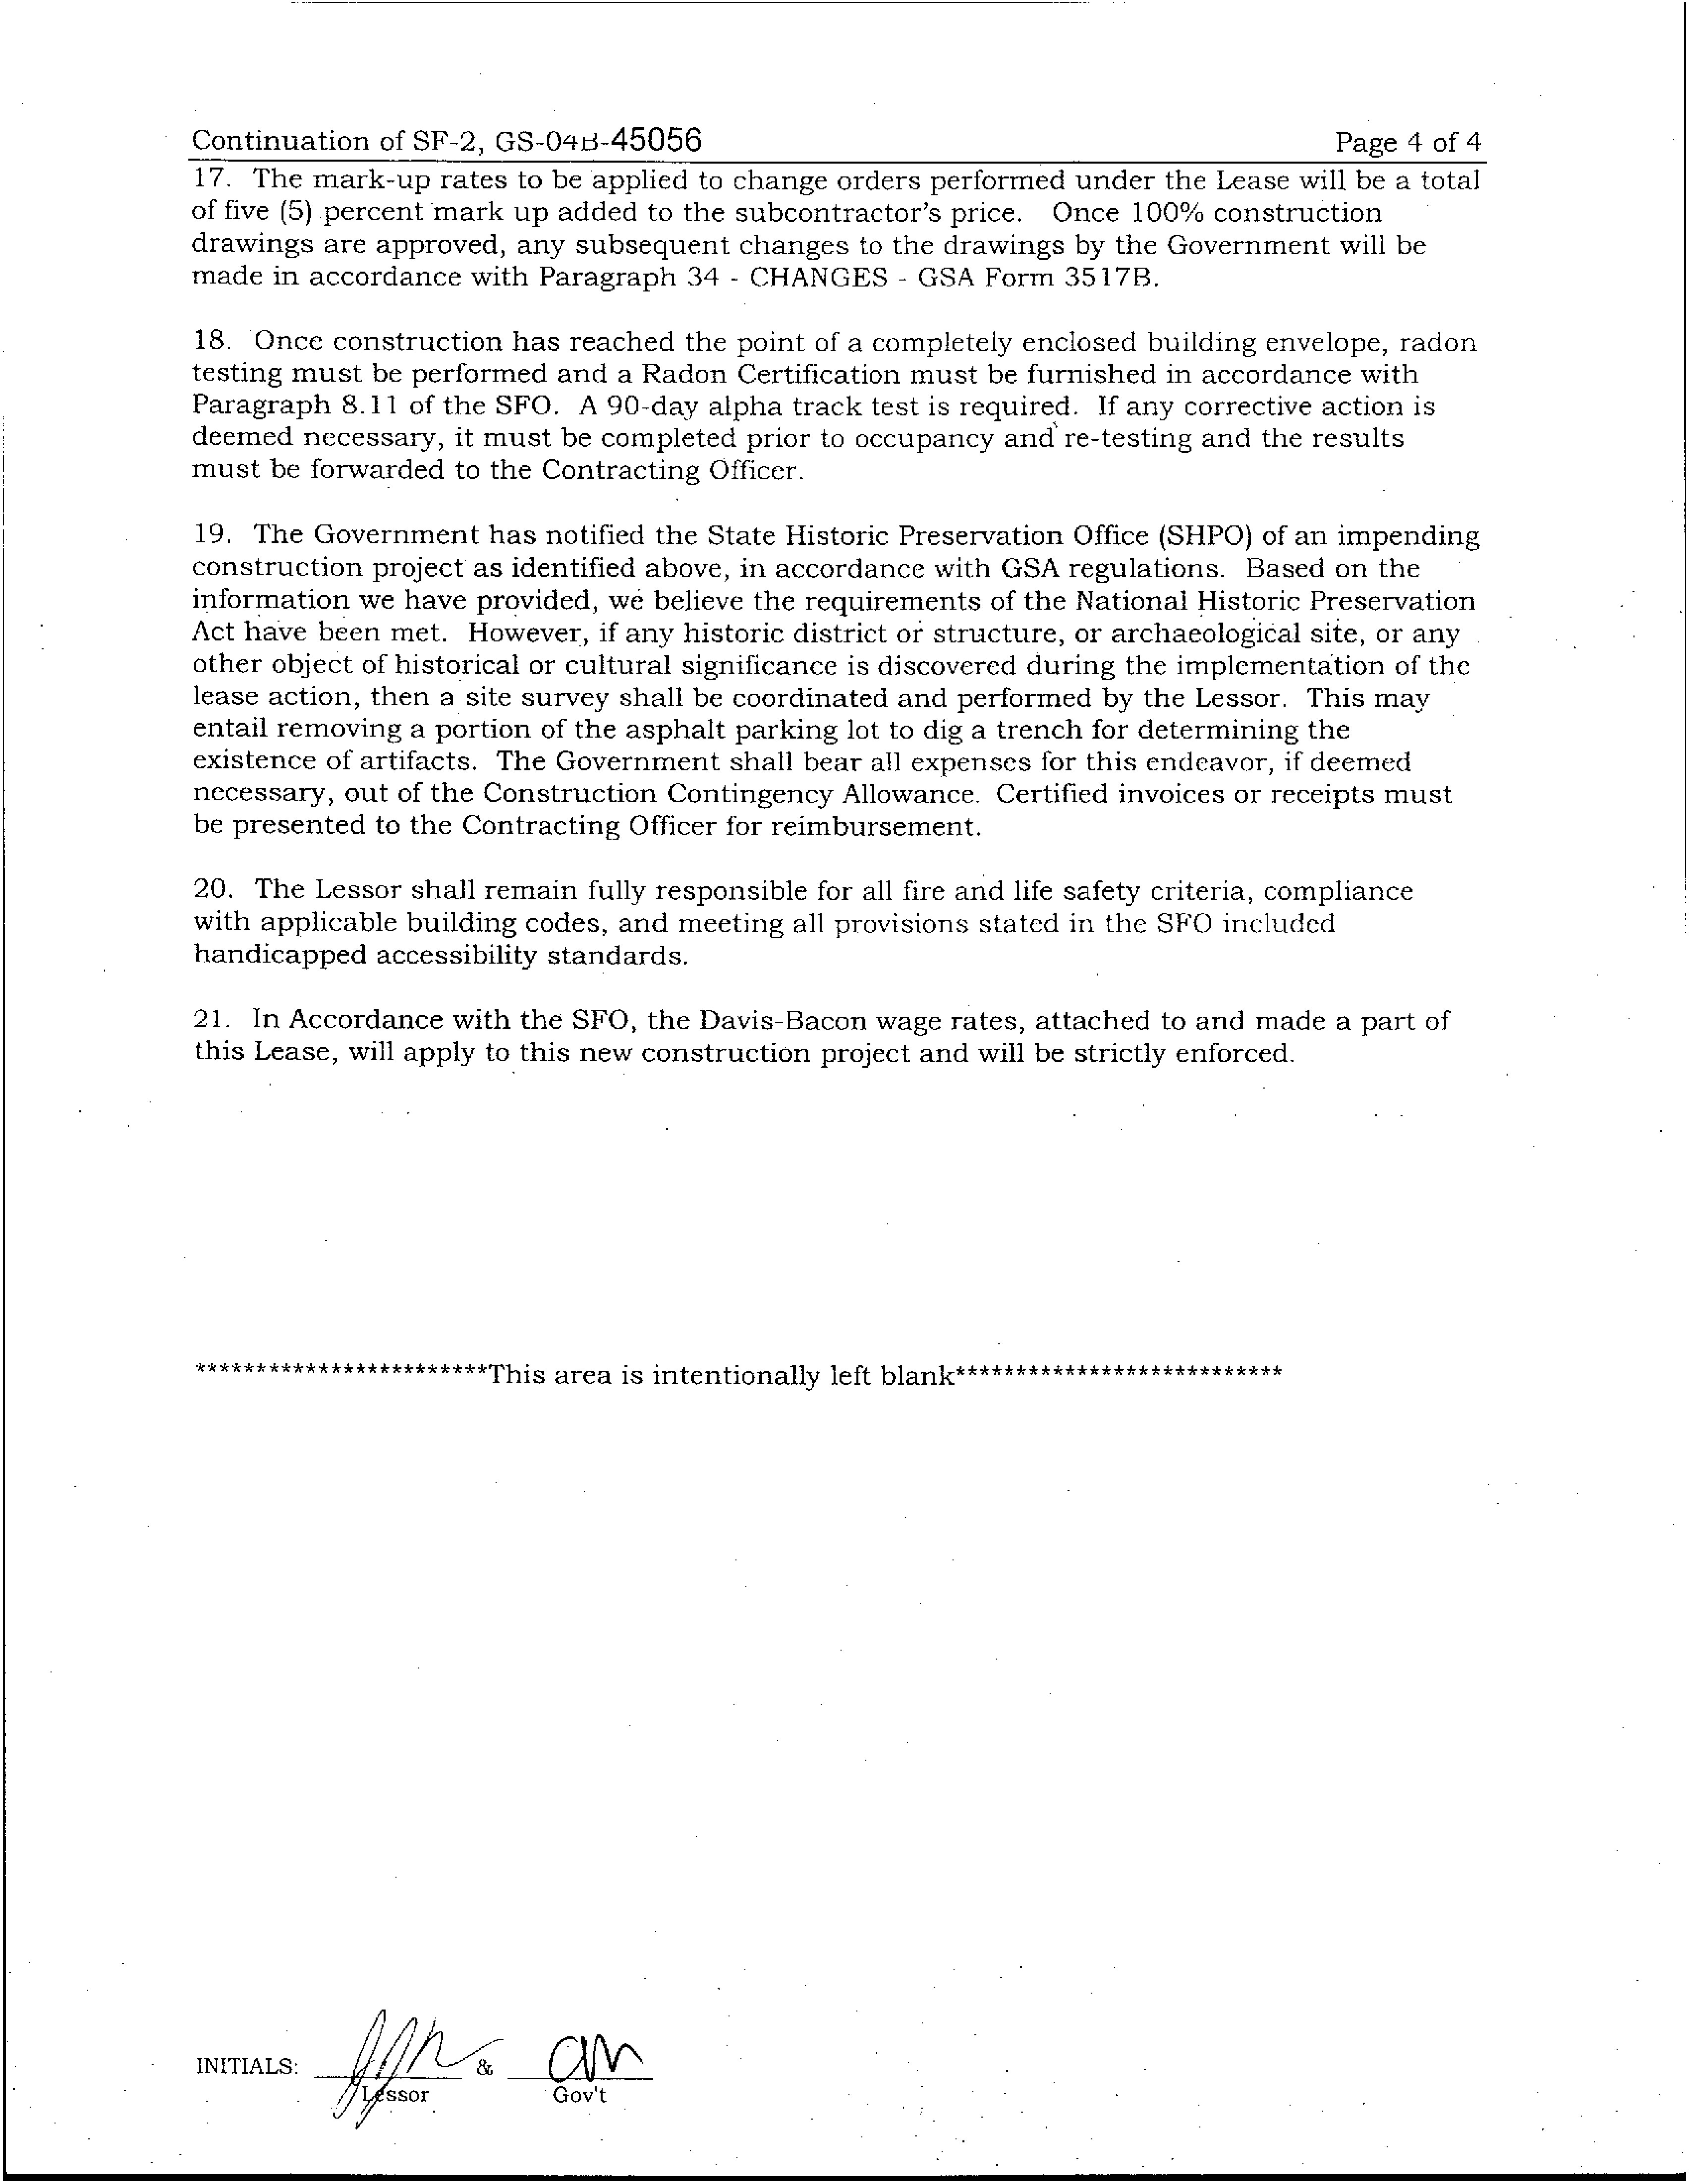 Continuation of SF-2, GS-04B-45056 Page 4 of 4
17. The mark-up rates to be applied to change orders performed under the Lease will be a total
of five (5) percent mark up added to the subcontractor's price. Once 100% construction
drawings are approved, any subsequent changes to the drawings by the Government will be
made in accordance with Paragraph 34 - CHANGES - GSA Form 3517B.
18. Once construction has reached the point of a completely enclosed building envelope, radon
testing must be performed and a Radon Certification must be furnished in accordance with
Paragraph 8.11 of the SFO. A 90-day alpha track test is required. If any corrective action is
deemed necessary, it must be completed prior to occupancy and re-testing and the results
must be forwarded to the Contracting Officer.
19. The Government has notified the State Historic Preservation Office (SHPO) of an impending
construction project as identified above, in accordance with GSA regulations. Based on the
information we have provided, we believe the requirements of the National Historic Preservation
Act have been met. However, if any historic district or structure, or archaeological site, or any
other object of historical or cultural significance is discovered during the implementation of the
lease action, then a site survey shall be coordinated and performed by the Lessor. This may
entail removing a portion of the asphalt parking lot to dig a trench for determining the
existence of artifacts. The Government shall bear all expenses for this endeavor, if deemed
necessary, out of the Construction Contingency Allowance. Certified invoices or receipts must
be presented to the Contracting Officer for reimbursement.
20. The Lessor shall remain fully responsible for all fire and life safety criteria, compliance
with applicable building codes, and meeting all provisions stated in the SFO included
handicapped accessibility standards.
21. In Accordance with the SFO, the Davis-Bacon wage rates, attached to and made a part of
this Lease, will apply to this new construction project and will be strictly enforced.
************************This area is intentionally left blank***************************
INITIALS: &
Lessor Gov't